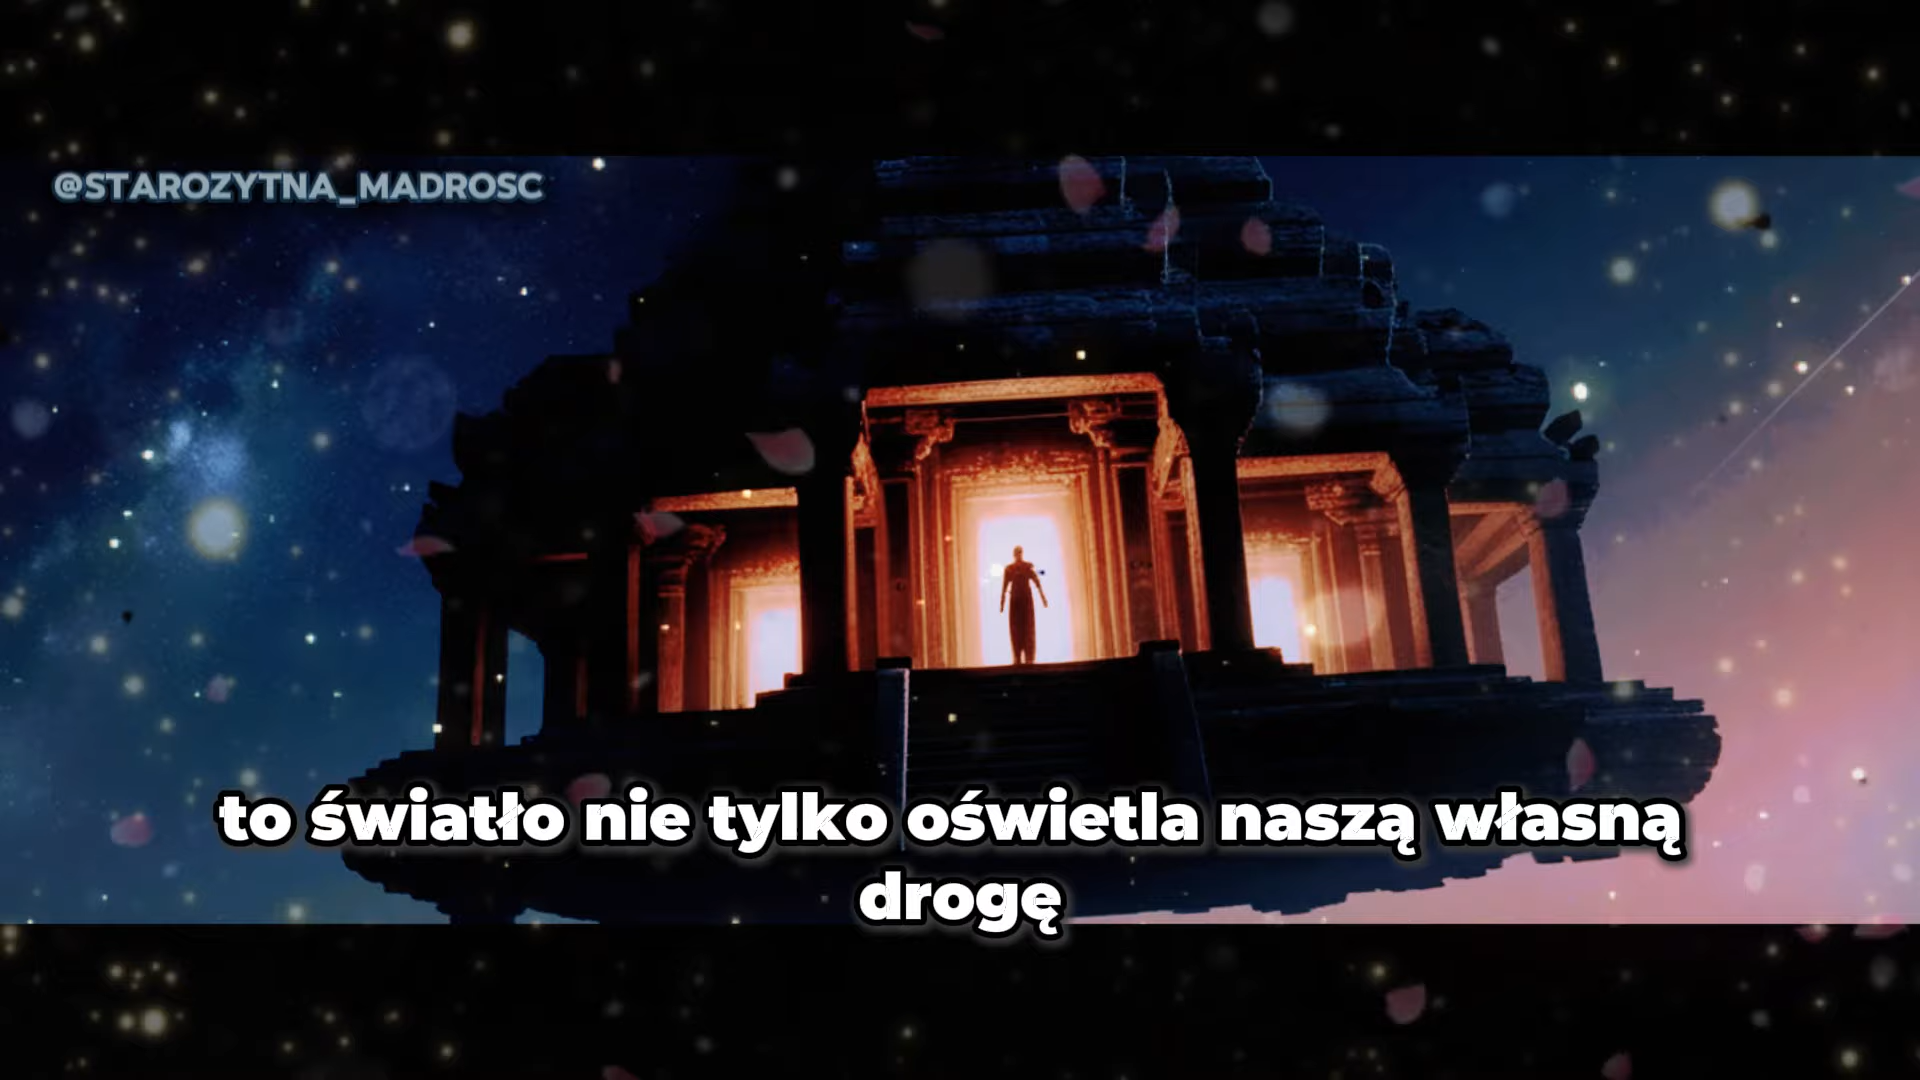 @STAROZYTNA_MADROSC
to światło nie tylko oświetla naszą własną
drogę